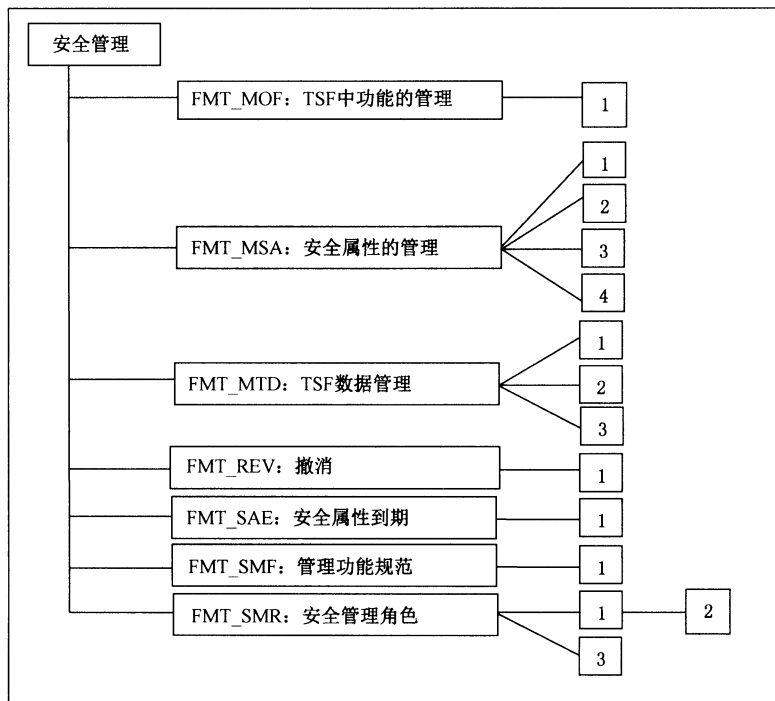 安全管理
FMT_MOF：TSF中功能的管理
1
1
2
FMT_MSA：安全属性的管理
3
4
1
FMT_MTD：TSF数据管理
2
3
FMT_REV：撤消
1
FMT_SAE：安全属性到期
1
FMT_SMF：管理功能规范
1
FMT_SMR：安全管理角色
1
2
3